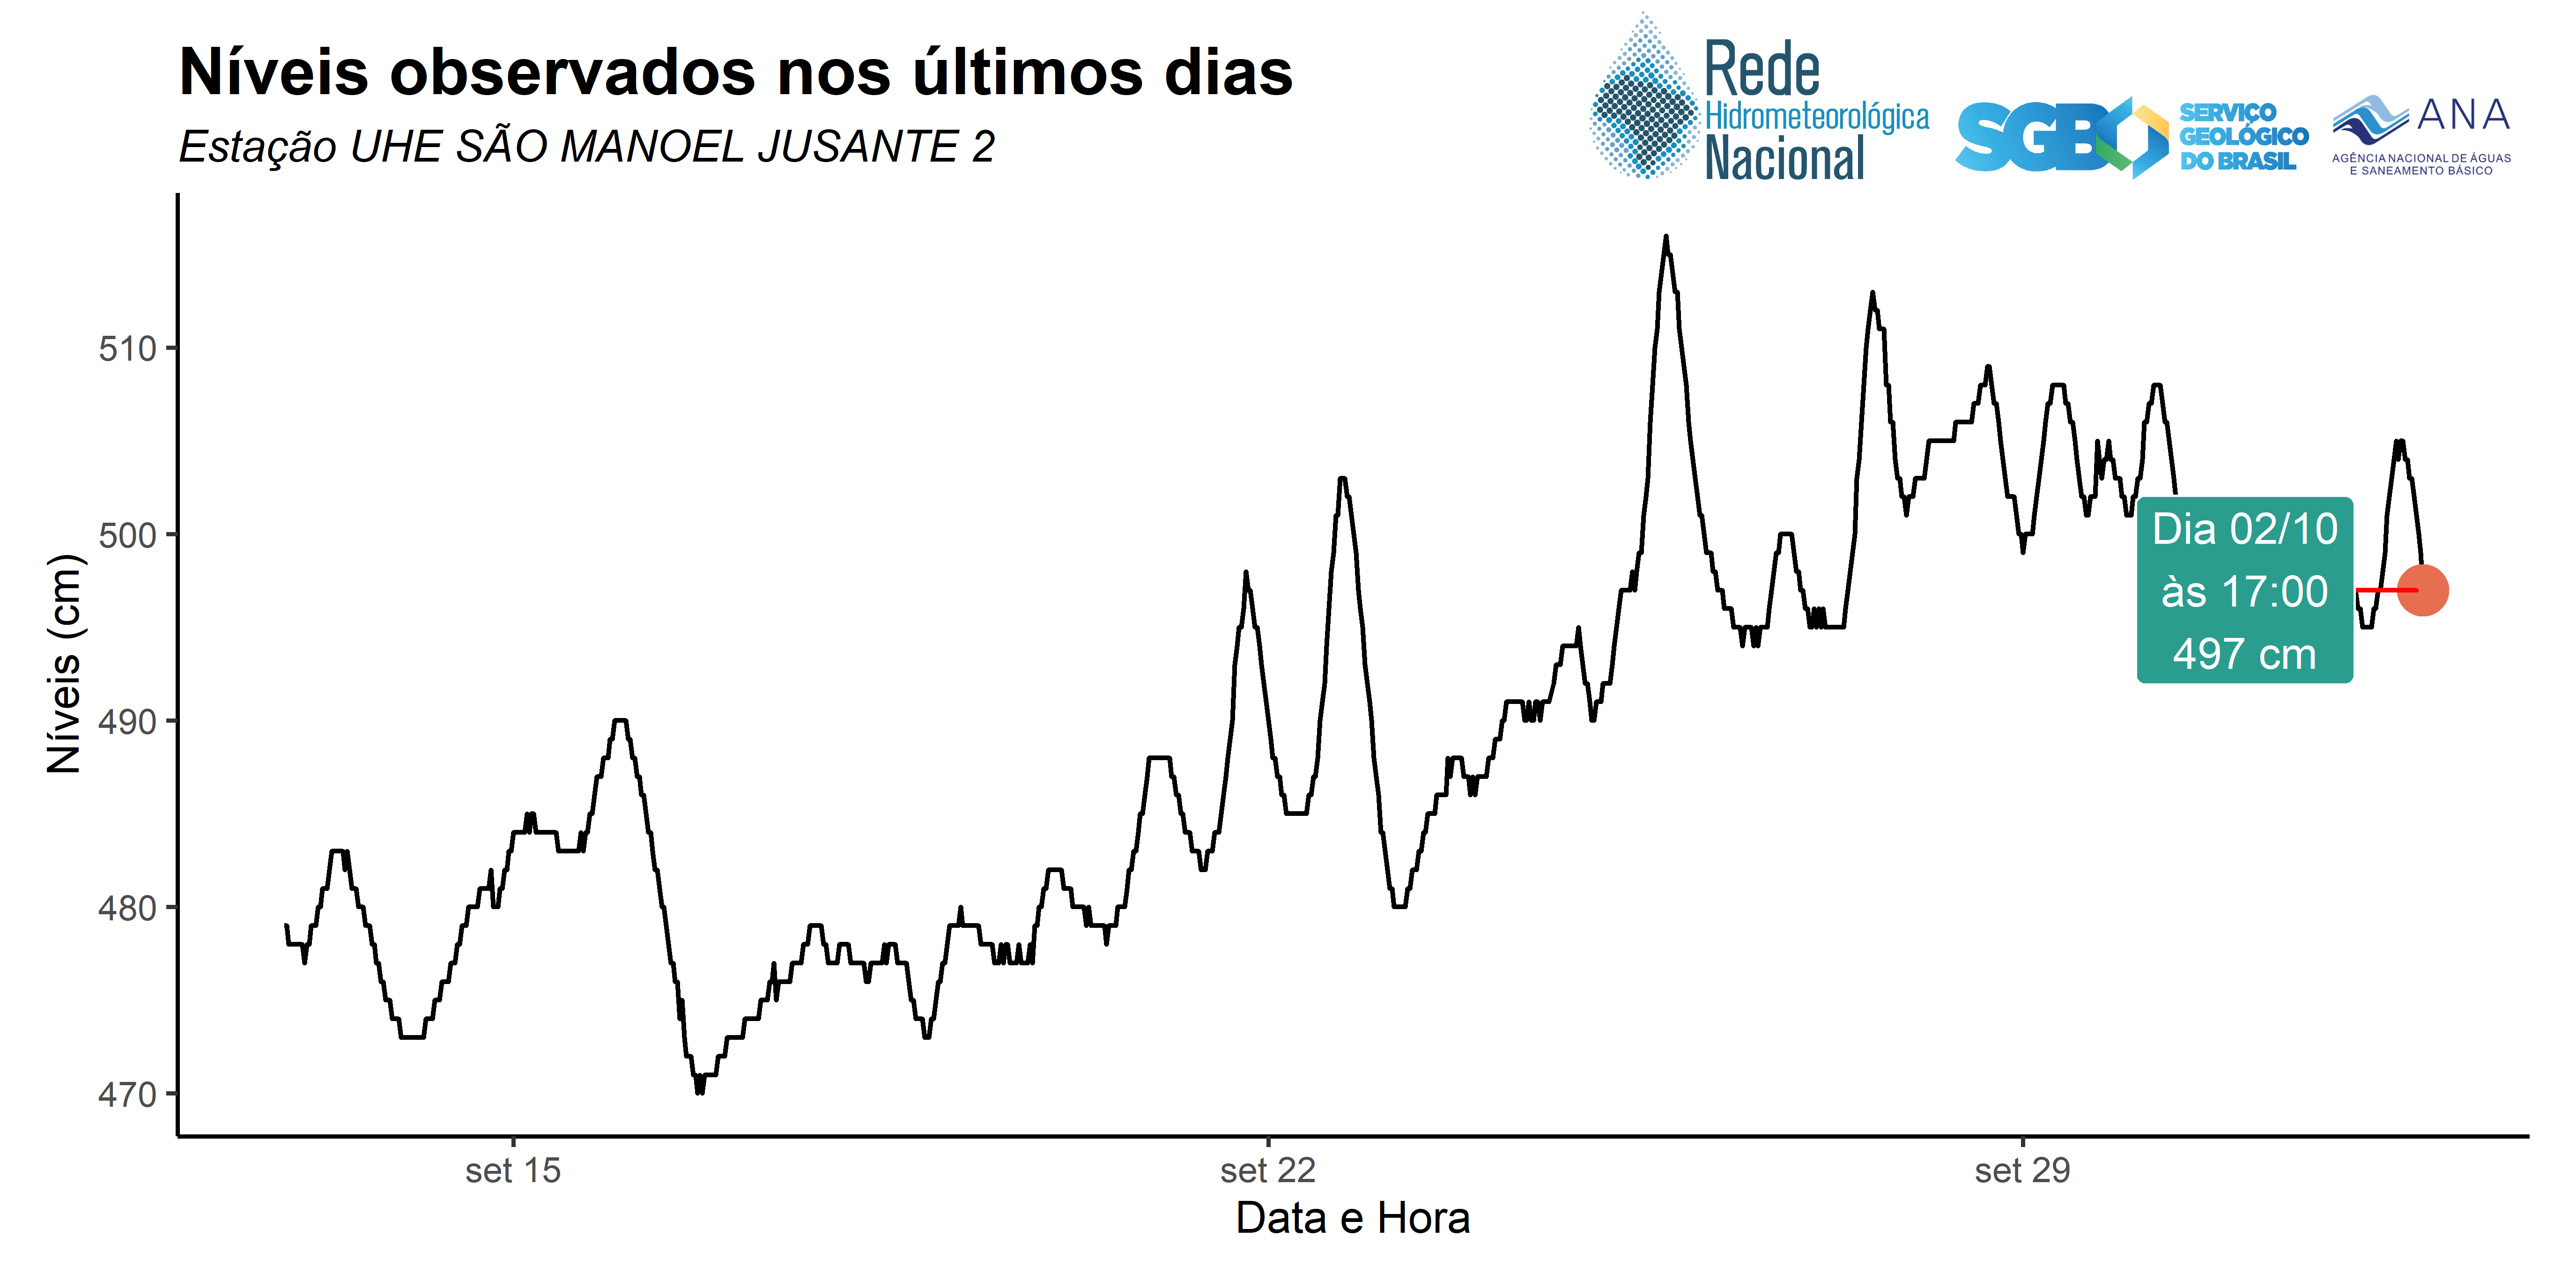 Níveis observados nos últimos dias
Estação UHE SÃO MANOEL JUSANTE 2
Rede
Hidrometeorológica
Nacional
SGB
SERVIÇO
GEOLÓGICO
DO BRASIL
ANA
AGÊNCIA NACIONAL DE ÁGUAS
E SANEAMENTO BÁSICO
Níveis (cm)
510
500
490
480
470
Dia 02/10
às 17:00
497 cm
set 15
set 22
set 29
Data e Hora